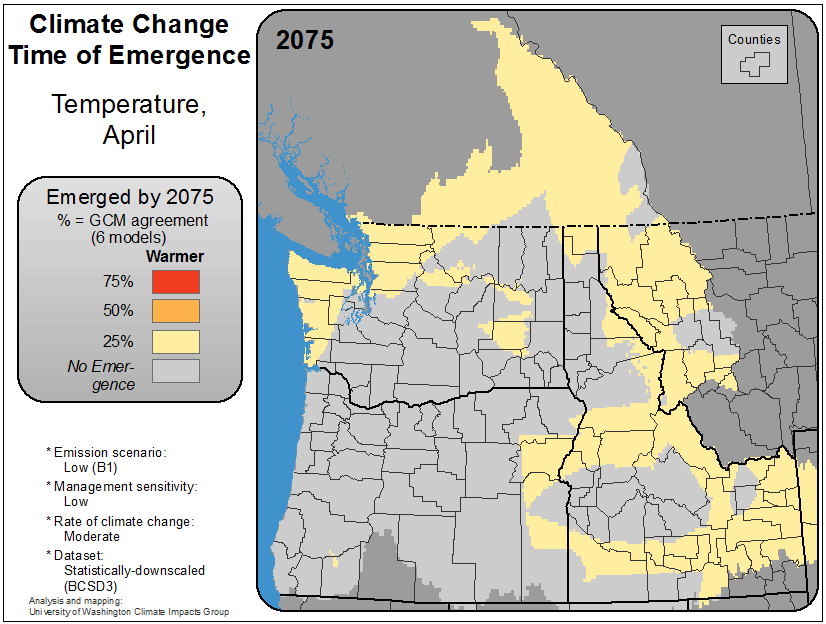 Climate Change
Time of Emergence
Temperature,
April
Emerged by 2075
% = GCM agreement
(6 models)
Warmer
75%
50%
25%
No Emer-
gence
* Emission scenario:
Low (B1)
* Management sensitivity:
Low
* Rate of climate change:
Moderate
* Dataset:
Statistically-downscaled
(BCSD3)
Analysis and mapping:
University of Washington Climate Impacts Group
2075
Counties